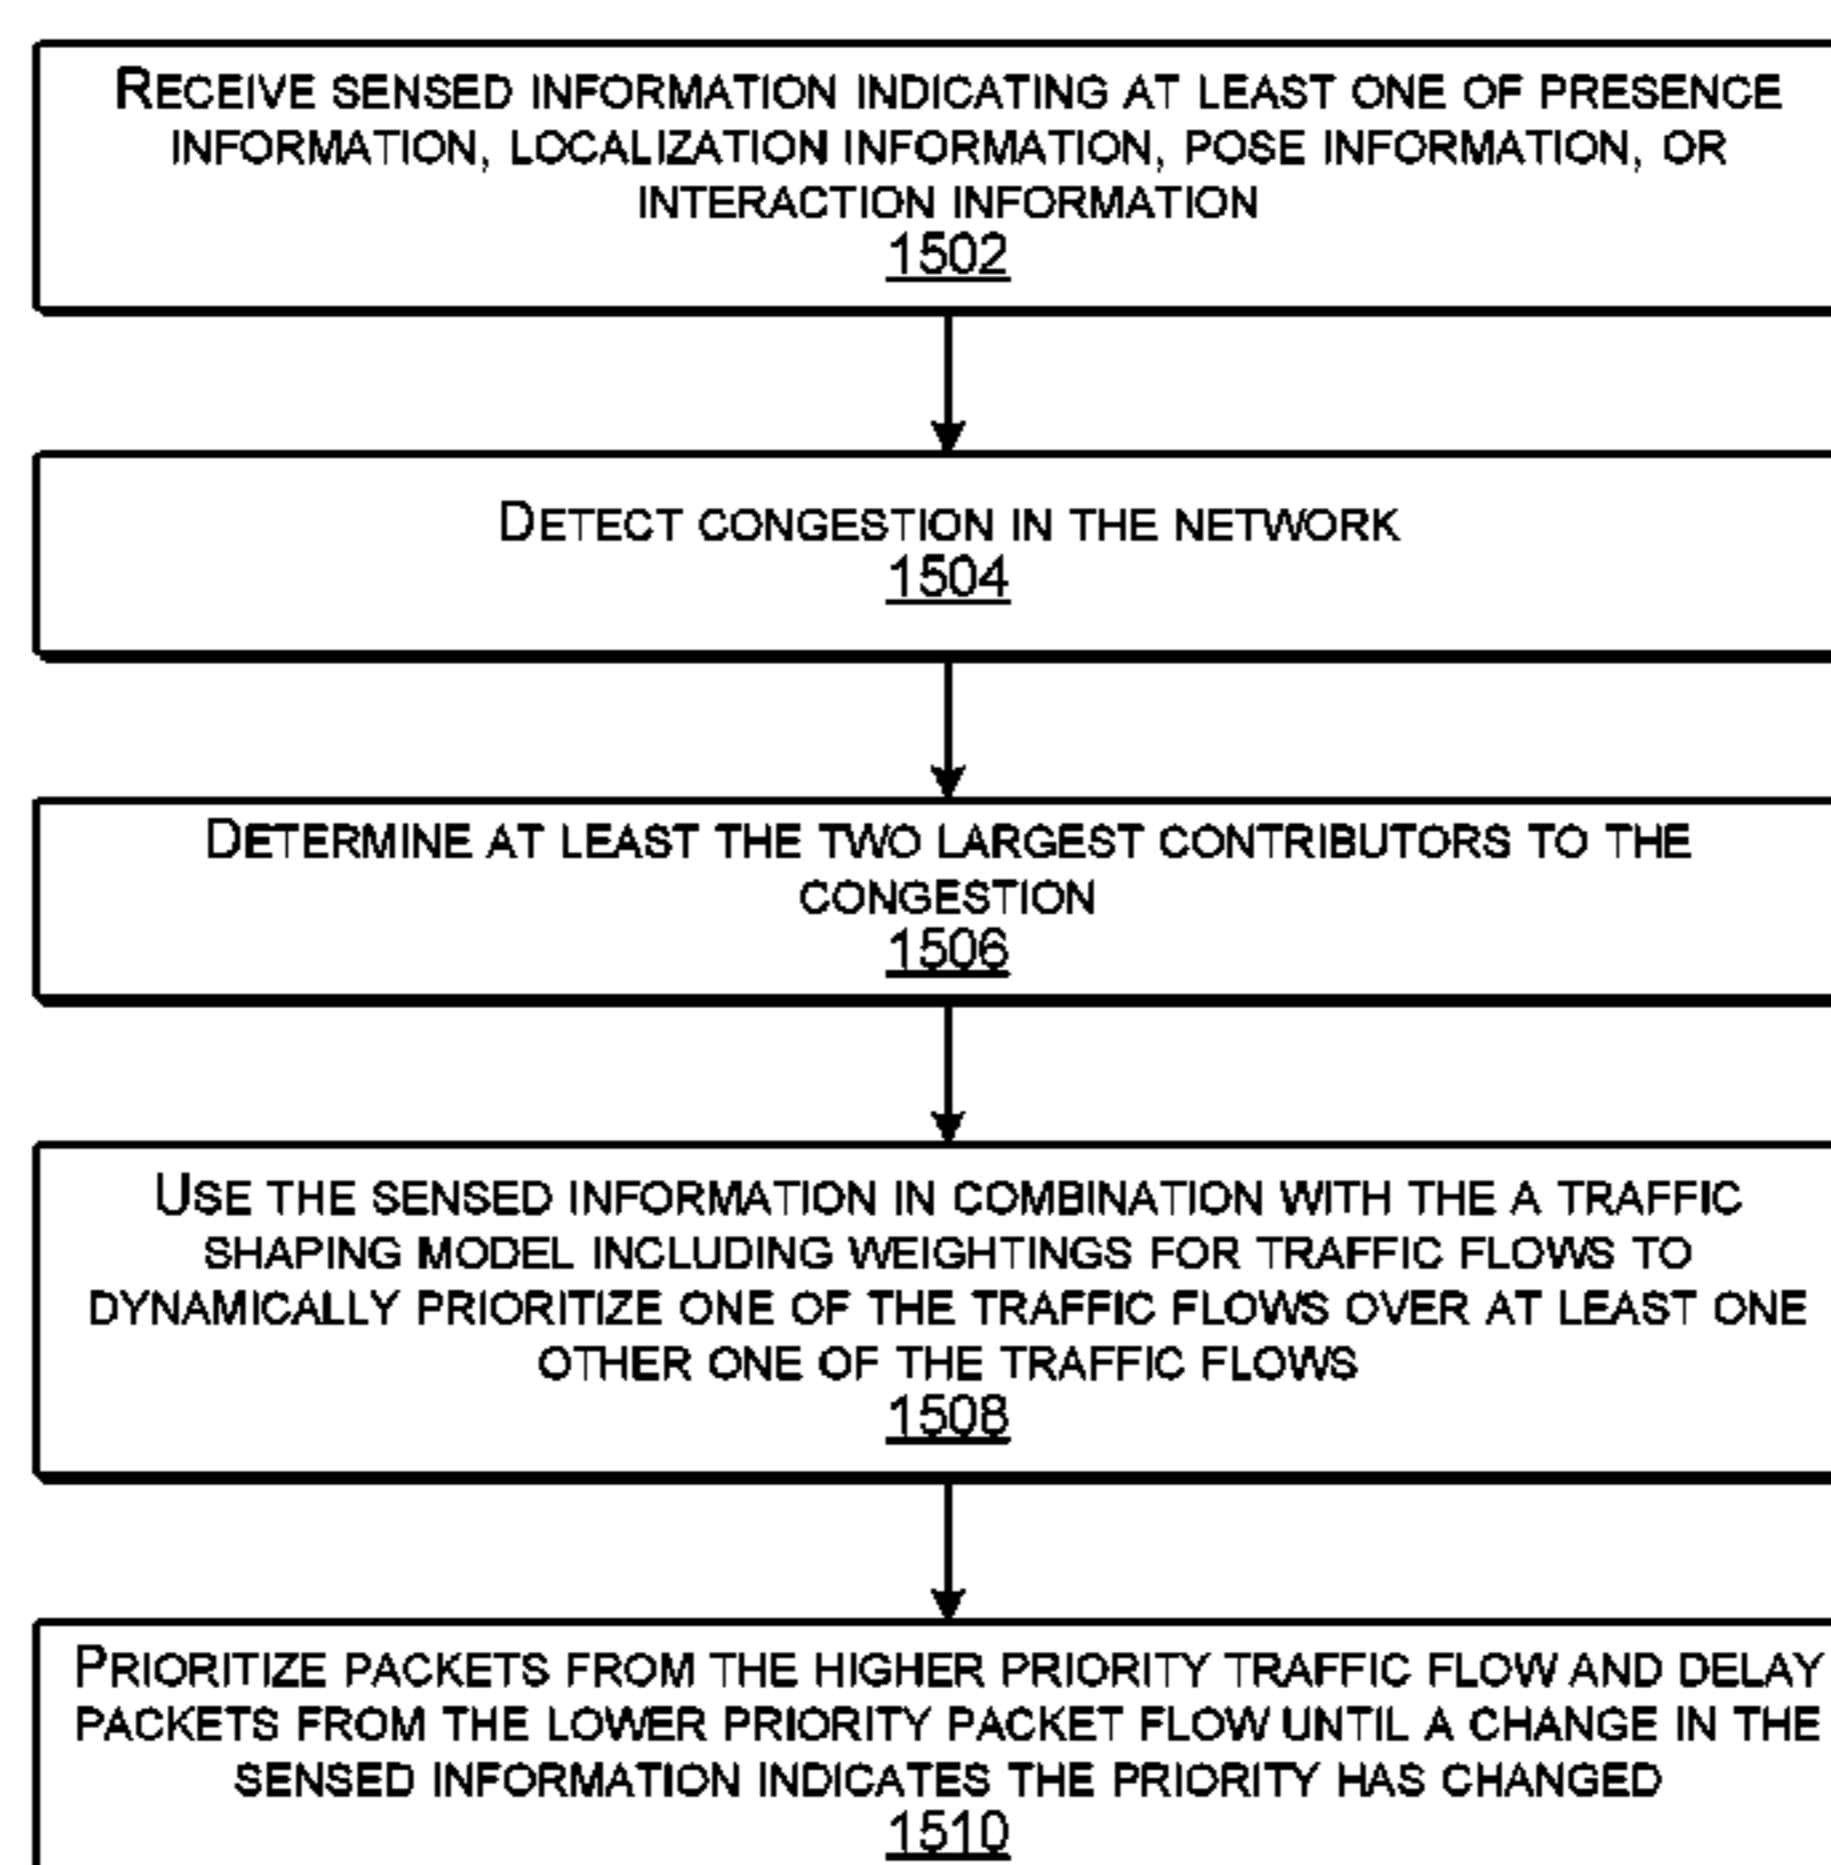 RECEIVE SENSED INFORMATION INDICATING AT LEAST ONE OF PRESENCE
INFORMATION, LOCALIZATION INFORMATION, POSE INFORMATION, OR
INTERACTION INFORMATION
1502
DETECT CONGESTION IN THE NETWORK
1504
DETERMINE AT LEAST THE TWO LARGEST CONTRIBUTORS TO THE
CONGESTION
1506
USE THE SENSED INFORMATION IN COMBINATION WITH THE A TRAFFIC
SHAPING MODEL INCLUDING WEIGHTINGS FOR TRAFFIC FLOWS TO
DYNAMICALLY PRIORITIZE ONE OF THE TRAFFIC FLOWS OVER AT LEAST ONE
OTHER ONE OF THE TRAFFIC FLOWS
1508
PRIORITIZE PACKETS FROM THE HIGHER PRIORITY TRAFFIC FLOW AND DELAY
PACKETS FROM THE LOWER PRIORITY PACKET FLOW UNTIL A CHANGE IN THE
SENSED INFORMATION INDICATES THE PRIORITY HAS CHANGED
1510